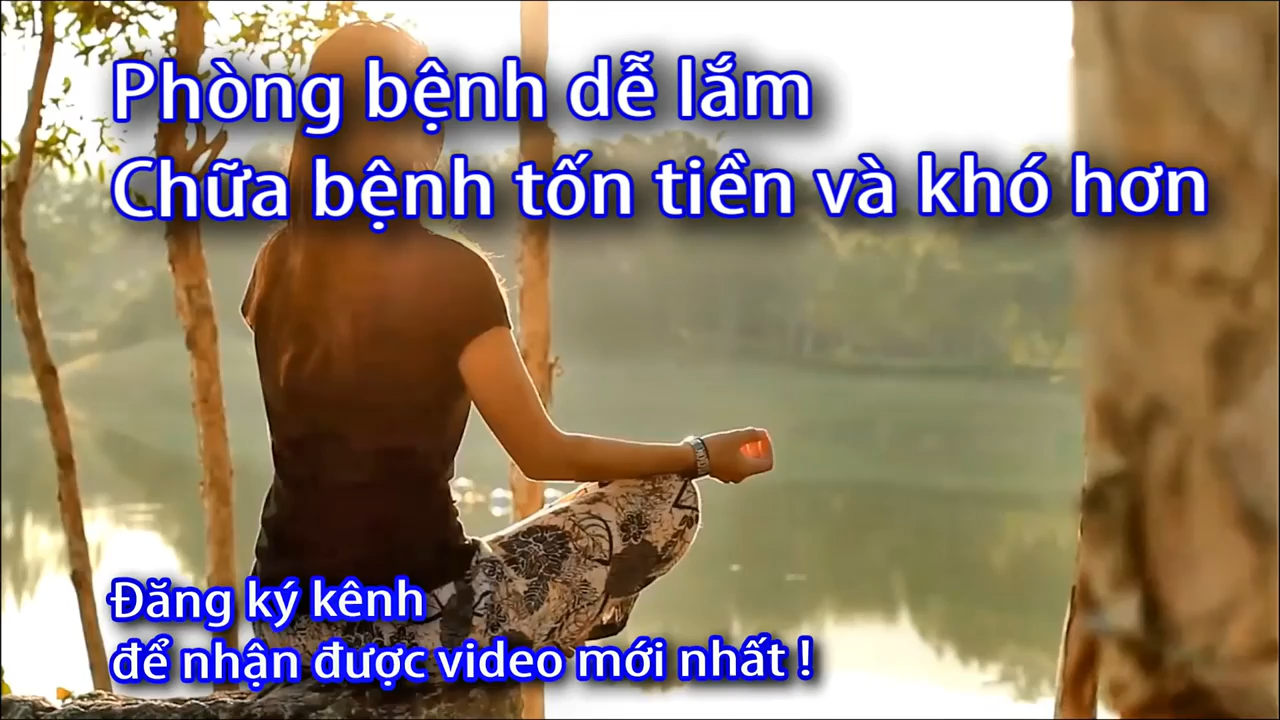 Phòng bệnh dễ lắm
Chữa bệnh tốn tiền và khó hơn
Đăng ký kênh
để nhận được video mới nhất !